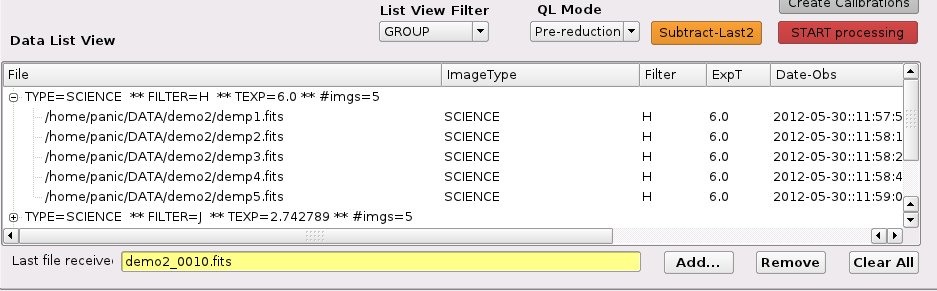 Create Calibrations
List View Filter
QL Mode
Data List View
GROUP
Pre-reduction
Subtract-Last2
START processing
File ImageType Filter ExpT Date-Obs
TYPE=SCIENCE ** FILTER=H ** TEXP=6.0 ** #imgs=5
/home/panic/DATA/demo2/demp1.fits SCIENCE H 6.0 2012-05-30::11:57:5
/home/panic/DATA/demo2/demp2.fits SCIENCE H 6.0 2012-05-30::11:58:1
/home/panic/DATA/demo2/demp3.fits SCIENCE H 6.0 2012-05-30::11:58:2
/home/panic/DATA/demo2/demp4.fits SCIENCE H 6.0 2012-05-30::11:58:4
/home/panic/DATA/demo2/demp5.fits SCIENCE H 6.0 2012-05-30::11:59:0
TYPE=SCIENCE ** FILTER=J ** TEXP=2.742789 ** #imgs=5
Last file receive demo2_0010.fits Add... Remove Clear All